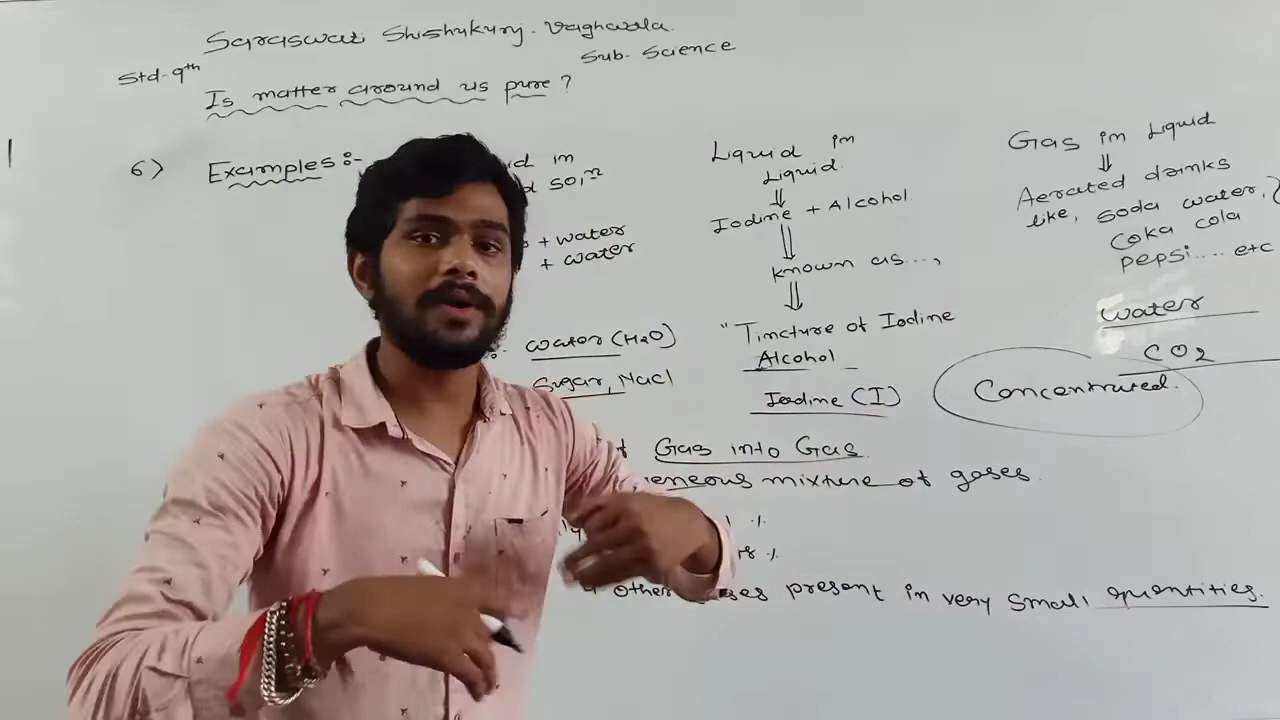 Saraswati Shishukunj. Vaghawala
Std-9th
Sub- Science
Is matter around us pure?
6) Examples:-
in
+ water
+ water
water (H2O)
Sugar, Nacl
Liquid in
Liquid
Iodine + Alcohol
known as...,
"Tincture of Iodine
Alcohol
Iodine (I)
Gas in Liquid
Aerated drinks
like, soda water,
Coka cola
pepsi.... etc
water
CO2
Concentrated.
Gas into Gas
mixture of gases
other
present in very small quantities.